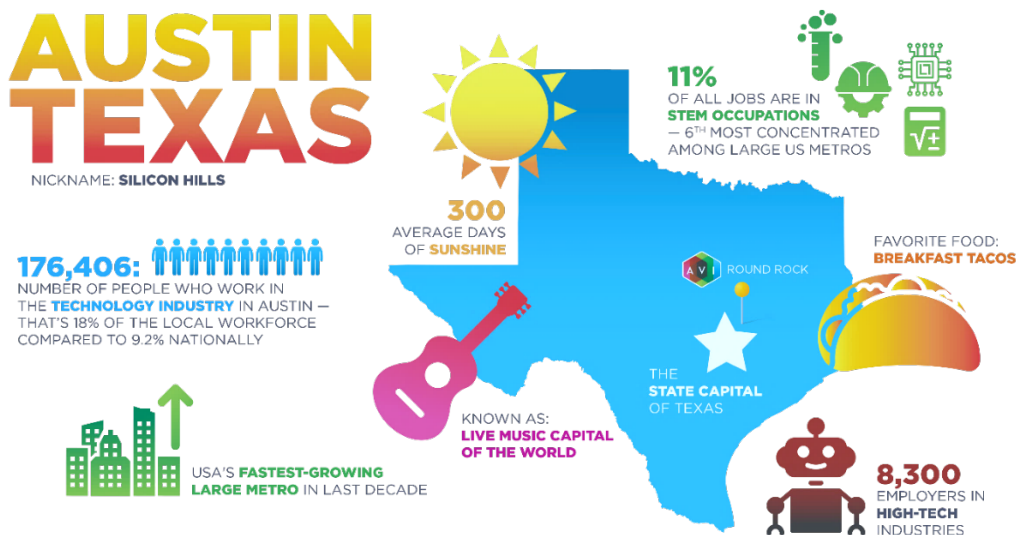 AUSTIN
TEXAS
NICKNAME: SILICON HILLS
176,406:
NUMBER OF PEOPLE WHO WORK IN
THE TECHNOLOGY INDUSTRY IN AUSTIN —
THAT'S 18% OF THE LOCAL WORKFORCE
COMPARED TO 9.2% NATIONALLY
USA'S FASTEST-GROWING
LARGE METRO IN LAST DECADE
300
AVERAGE DAYS
OF SUNSHINE
KNOWN AS:
LIVE MUSIC CAPITAL
OF THE WORLD
11%
OF ALL JOBS ARE IN
STEM OCCUPATIONS
— 6TH MOST CONCENTRATED
AMONG LARGE US METROS
√±
AVI ROUND ROCK
THE
STATE CAPITAL
OF TEXAS
FAVORITE FOOD:
BREAKFAST TACOS
8,300
EMPLOYERS IN
HIGH-TECH
INDUSTRIES